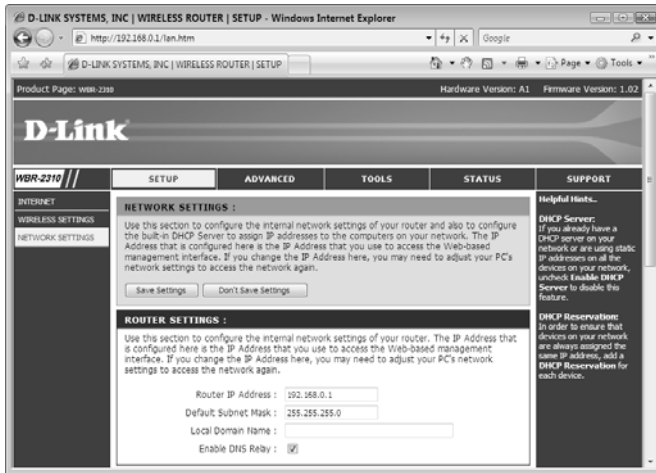 D-LINK SYSTEMS, INC | WIRELESS ROUTER | SETUP - Windows Internet Explorer
http://192.168.0.1/lan.htm
Google
D-LINK SYSTEMS, INC | WIRELESS ROUTER | SETUP
Page
Tools
Product Page: WBR-2310
Hardware Version: A1
Firmware Version: 1.02
D-Link
WBR-2310
SETUP
ADVANCED
TOOLS
STATUS
SUPPORT
INTERNET
WIRELESS SETTINGS
NETWORK SETTINGS
NETWORK SETTINGS :
Use this section to configure the internal network settings of your router and also to configure
the built-in DHCP Server to assign IP addresses to the computers on your network. The IP
Address that is configured here is the IP Address that you use to access the Web-based
management interface. If you change the IP Address here, you may need to adjust your PC's
network settings to access the network again.
Save Settings
Don't Save Settings
ROUTER SETTINGS :
Use this section to configure the internal network settings of your router. The IP Address that
is configured here is the IP Address that you use to access the Web-based management
interface. If you change the IP Address here, you may need to adjust your PC's network
settings to access the network again.
Router IP Address : 192.168.0.1
Default Subnet Mask : 255.255.255.0
Local Domain Name :
Enable DNS Relay :
Helpful Hints..
DHCP Server:
If you already have a
DHCP server on your
network or are using static
IP addresses on all the
devices on your network,
uncheck Enable DHCP
Server to disable this
feature.
DHCP Reservation:
In order to ensure that
devices on your network
are always assigned the
same IP address, add a
DHCP Reservation for
each device.